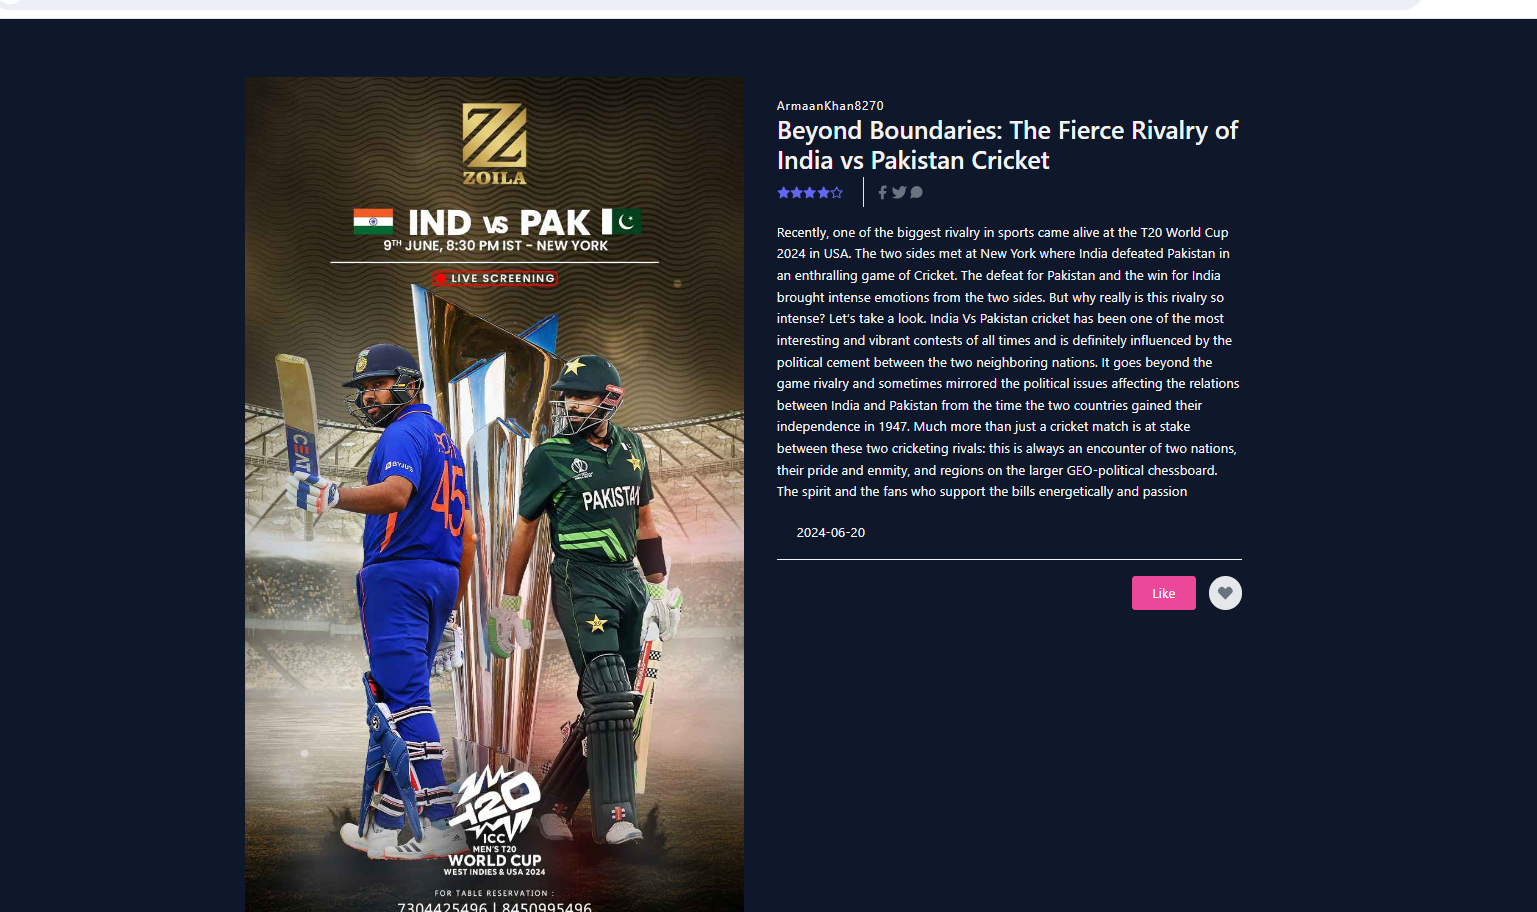 ZOILA
IND vs PAK
9TH JUNE, 8:30 PM IST - NEW YORK
LIVE SCREENING
CEAT
BYJU'S
45
PAKISTAN
T20
ICC
MEN'S T20
WORLD CUP
WEST INDIES & USA 2024
FOR TABLE RESERVATION :
7304425496 | 8450995496
ArmaanKhan8270
Beyond Boundaries: The Fierce Rivalry of
India vs Pakistan Cricket
Recently, one of the biggest rivalry in sports came alive at the T20 World Cup
2024 in USA. The two sides met at New York where India defeated Pakistan in
an enthralling game of Cricket. The defeat for Pakistan and the win for India
brought intense emotions from the two sides. But why really is this rivalry so
intense? Let's take a look. India Vs Pakistan cricket has been one of the most
interesting and vibrant contests of all times and is definitely influenced by the
political cement between the two neighboring nations. It goes beyond the
game rivalry and sometimes mirrored the political issues affecting the relations
between India and Pakistan from the time the two countries gained their
independence in 1947. Much more than just a cricket match is at stake
between these two cricketing rivals: this is always an encounter of two nations,
their pride and enmity, and regions on the larger GEO-political chessboard.
The spirit and the fans who support the bills energetically and passion
2024-06-20
Like